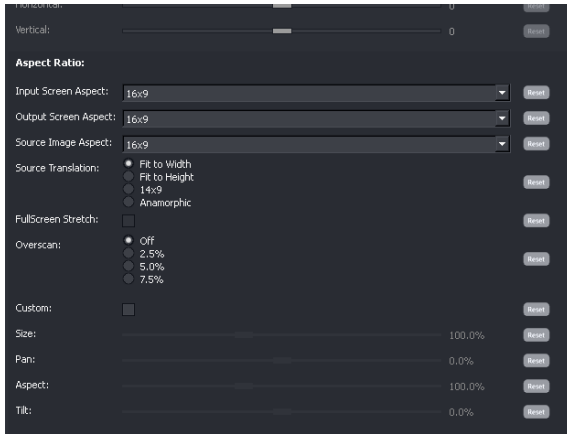 Horizontal: 0 Reset
Vertical: 0 Reset
Aspect Ratio:
Input Screen Aspect: 16x9 Reset
Output Screen Aspect: 16x9 Reset
Source Image Aspect: 16x9 Reset
Source Translation: Fit to Width
Fit to Height
Reset
14x9
Anamorphic
FullScreen Stretch: Reset
Overscan: Off
2.5%
Reset
5.0%
7.5%
Custom: Reset
Size: 100.0% Reset
Pan: 0.0% Reset
Aspect: 100.0% Reset
Tilt: 0.0% Reset